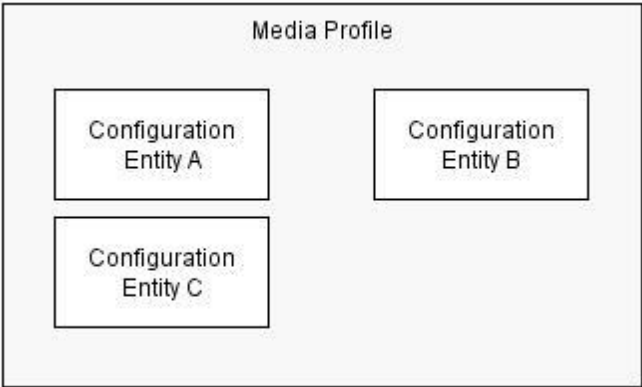 Media Profile
Configuration
Entity A
Configuration
Entity B
Configuration
Entity C